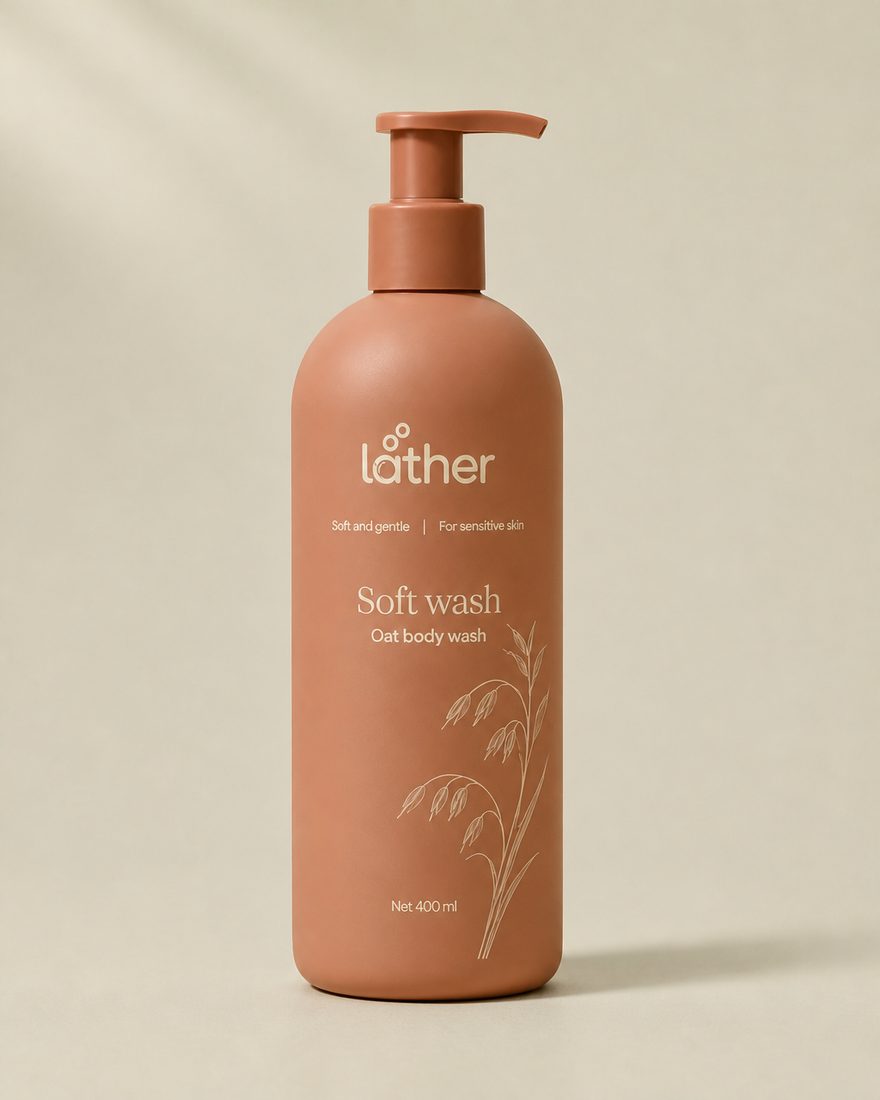 lather
Soft and gentle | For sensitive skin
Soft wash
Oat body wash
Net 400 ml